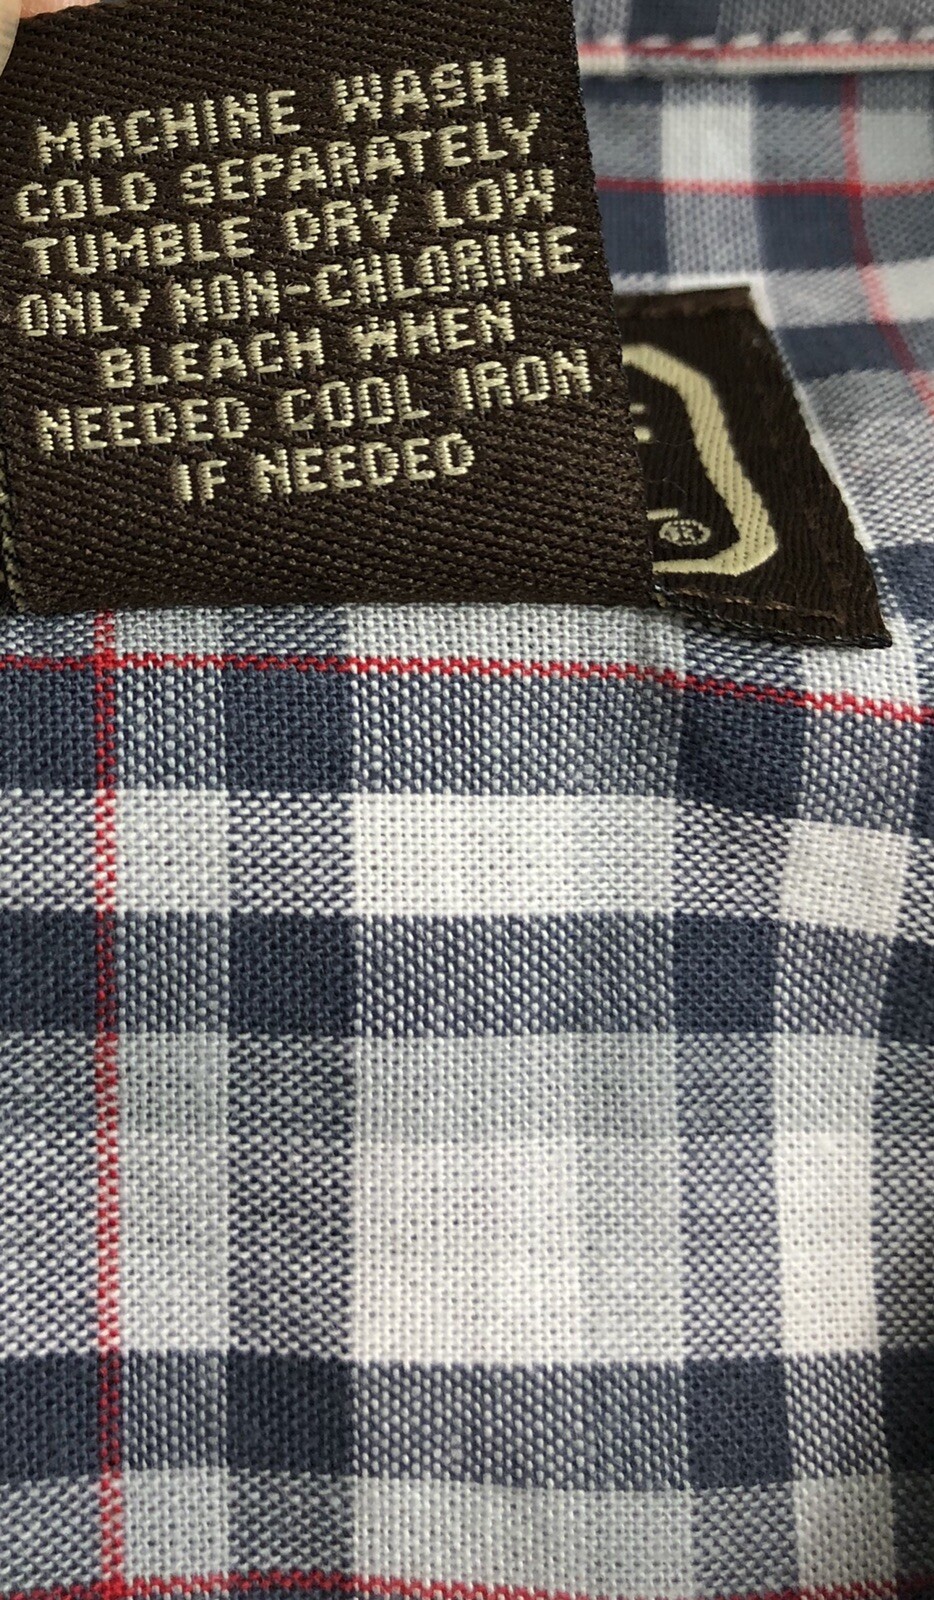 MACHINE WASH
COLD SEPARATELY
TUMBLE DRY LOW
ONLY NON-CHLORINE
BLEACH WHEN
NEEDED COOL IRON
IF NEEDED
®